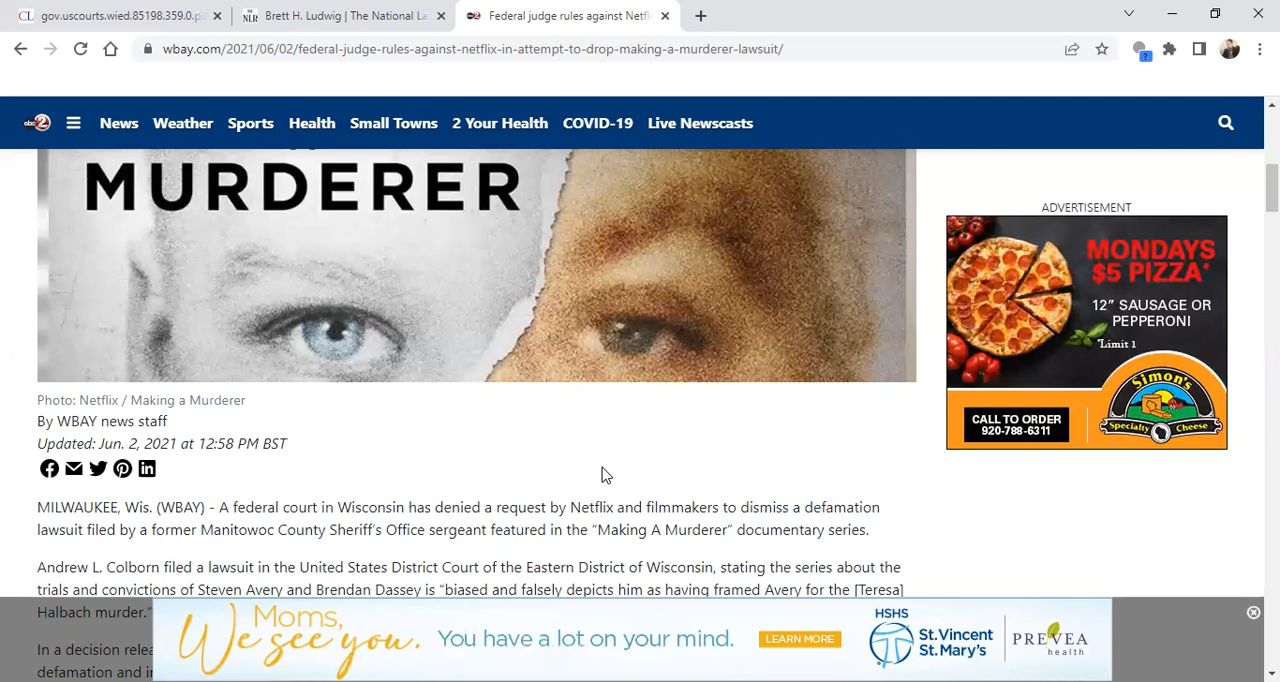 gov.uscourts.wied.85198.359.0.p
Brett H. Ludwig | The National La
Federal judge rules against Netfl
wbay.com/2021/06/02/federal-judge-rules-against-netflix-in-attempt-to-drop-making-a-murderer-lawsuit/
abc 2
News Weather Sports Health Small Towns 2 Your Health COVID-19 Live Newscasts
MURDERER
ADVERTISEMENT
MONDAYS
$5 PIZZA*
12" SAUSAGE OR
PEPPERONI
*Limit 1
CALL TO ORDER
920-788-6311
Simon's
Specialty Cheese
Photo: Netflix / Making a Murderer
By WBAY news staff
Updated: Jun. 2, 2021 at 12:58 PM BST
MILWAUKEE, Wis. (WBAY) - A federal court in Wisconsin has denied a request by Netflix and filmmakers to dismiss a defamation
lawsuit filed by a former Manitowoc County Sheriff's Office sergeant featured in the “Making A Murderer” documentary series.
Andrew L. Colborn filed a lawsuit in the United States District Court of the Eastern District of Wisconsin, stating the series about the
trials and convictions of Steven Avery and Brendan Dassey is “biased and falsely depicts him as having framed Avery for the [Teresa]
Halbach murder.”
In a decision relea
defamation and i
Moms,
We see you.
You have a lot on your mind.
LEARN MORE
HSHS
St.Vincent
St.Mary's
PREVEA
health